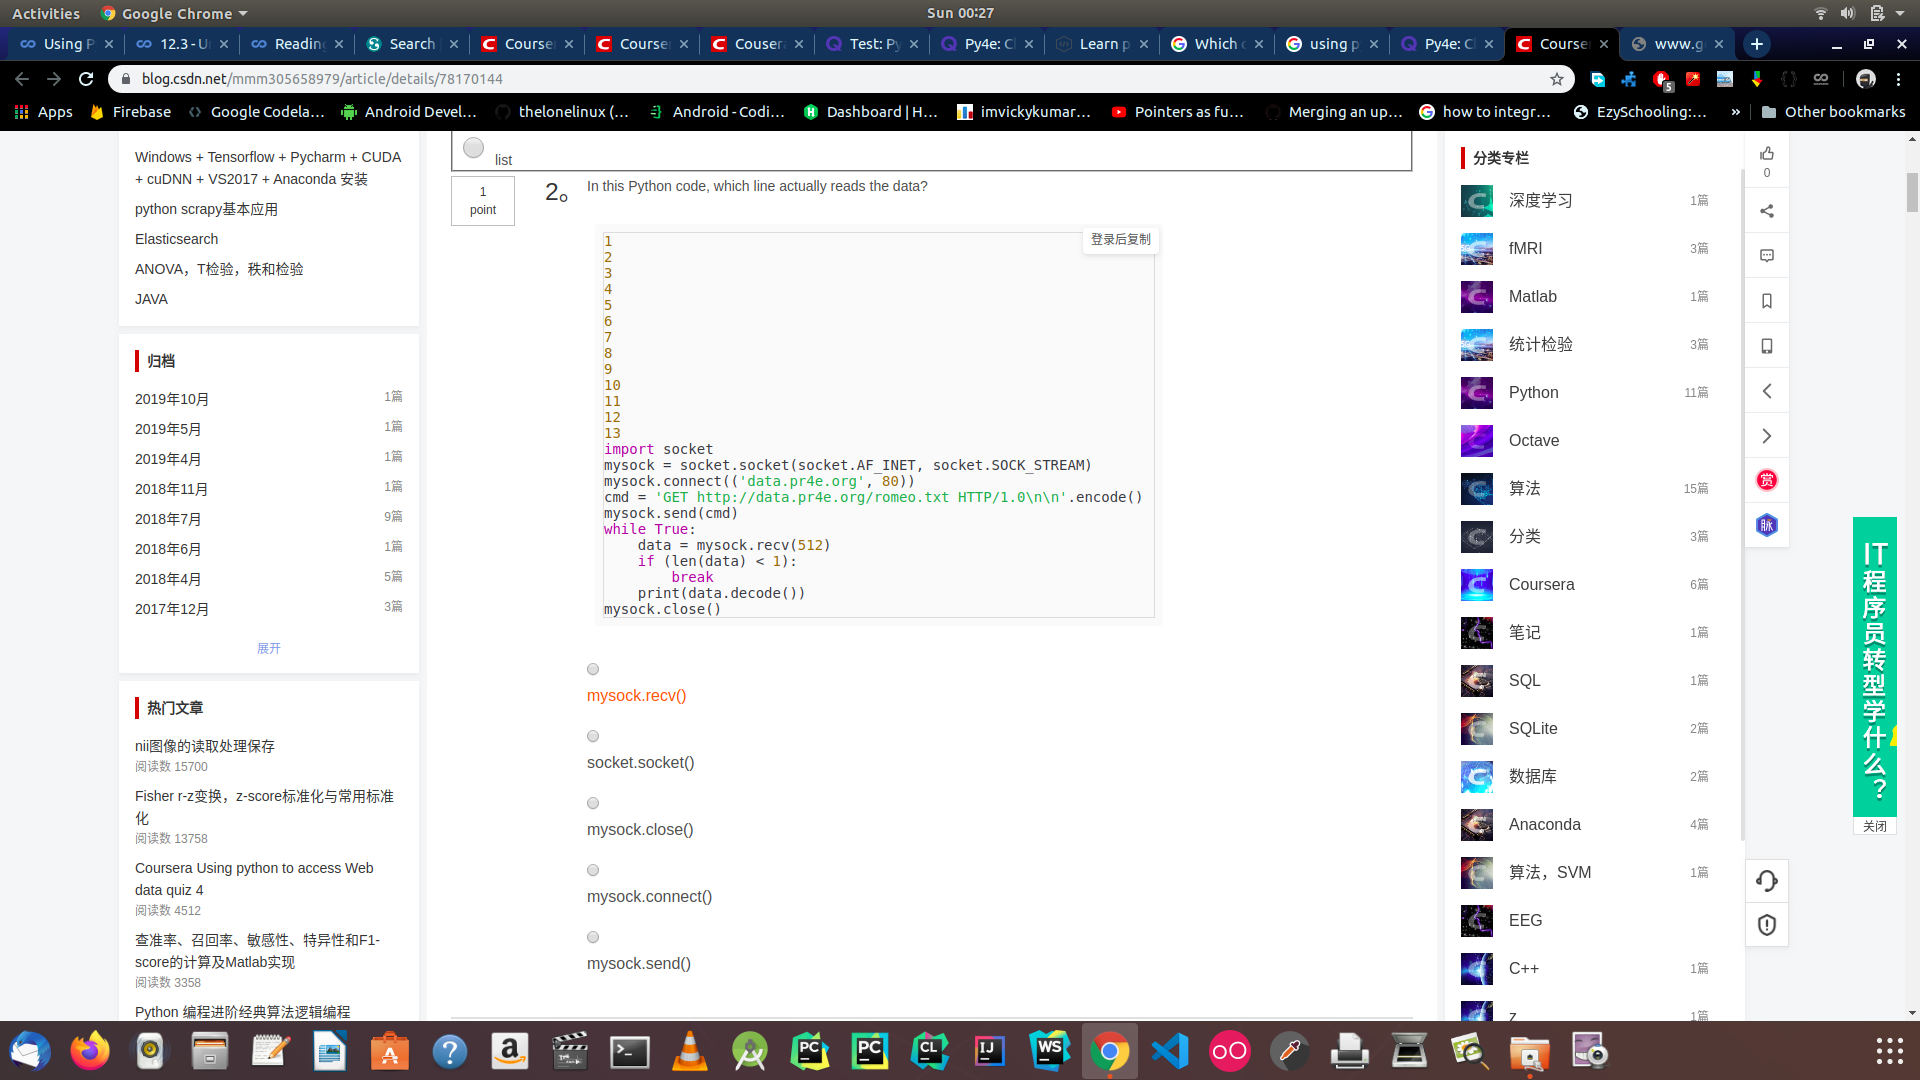 Activities
Google Chrome
Sun 00:27
Using P
12.3 - U
Reading
Search
Course
Course
Cousera
Test: Py
Py4e: C
Learn p
Which
using p
Py4e: C
Course
www.g
blog.csdn.net/mmm305658979/article/details/78170144
5
Apps
Firebase
Google Codela...
Android Devel...
thelonelinux (...
Android - Codi...
Dashboard | H...
imvickykumar...
Pointers as fu...
Merging an up...
how to integr...
EzySchooling:...
»
Other bookmarks
Windows + Tensorflow + Pycharm + CUDA
+ cuDNN + VS2017 + Anaconda 安装
python scrapy基本应用
Elasticsearch
ANOVA，T检验，秩和检验
JAVA
归档
2019年10月 1篇
2019年5月 1篇
2019年4月 1篇
2018年11月 1篇
2018年7月 9篇
2018年6月 1篇
2018年4月 5篇
2017年12月 3篇
展开
热门文章
nii图像的读取处理保存
阅读数 15700
Fisher r-z变换，z-score标准化与常用标准
化
阅读数 13758
Coursera Using python to access Web
data quiz 4
阅读数 4512
查准率、召回率、敏感性、特异性和F1-
score的计算及Matlab实现
阅读数 3358
Python 编程进阶经典算法逻辑编程
list
1
point
2。
In this Python code, which line actually reads the data?
登录后复制
1
2
3
4
5
6
7
8
9
10
11
12
13
import socket
mysock = socket.socket(socket.AF_INET, socket.SOCK_STREAM)
mysock.connect(('data.pr4e.org', 80))
cmd = 'GET http://data.pr4e.org/romeo.txt HTTP/1.0\n\n'.encode()
mysock.send(cmd)
while True:
    data = mysock.recv(512)
    if (len(data) < 1):
        break
    print(data.decode())
mysock.close()
mysock.recv()
socket.socket()
mysock.close()
mysock.connect()
mysock.send()
分类专栏
深度学习 1篇
fMRI 3篇
Matlab 1篇
统计检验 3篇
Python 11篇
Octave
算法 15篇
分类 3篇
Coursera 6篇
笔记 1篇
SQL 1篇
SQLite 2篇
数据库 2篇
Anaconda 4篇
算法，SVM 1篇
EEG
C++ 1篇
z 1篇
0
赏
脉
IT程序员转型学什么？
关闭
PC
PC
CL
IJ
WS